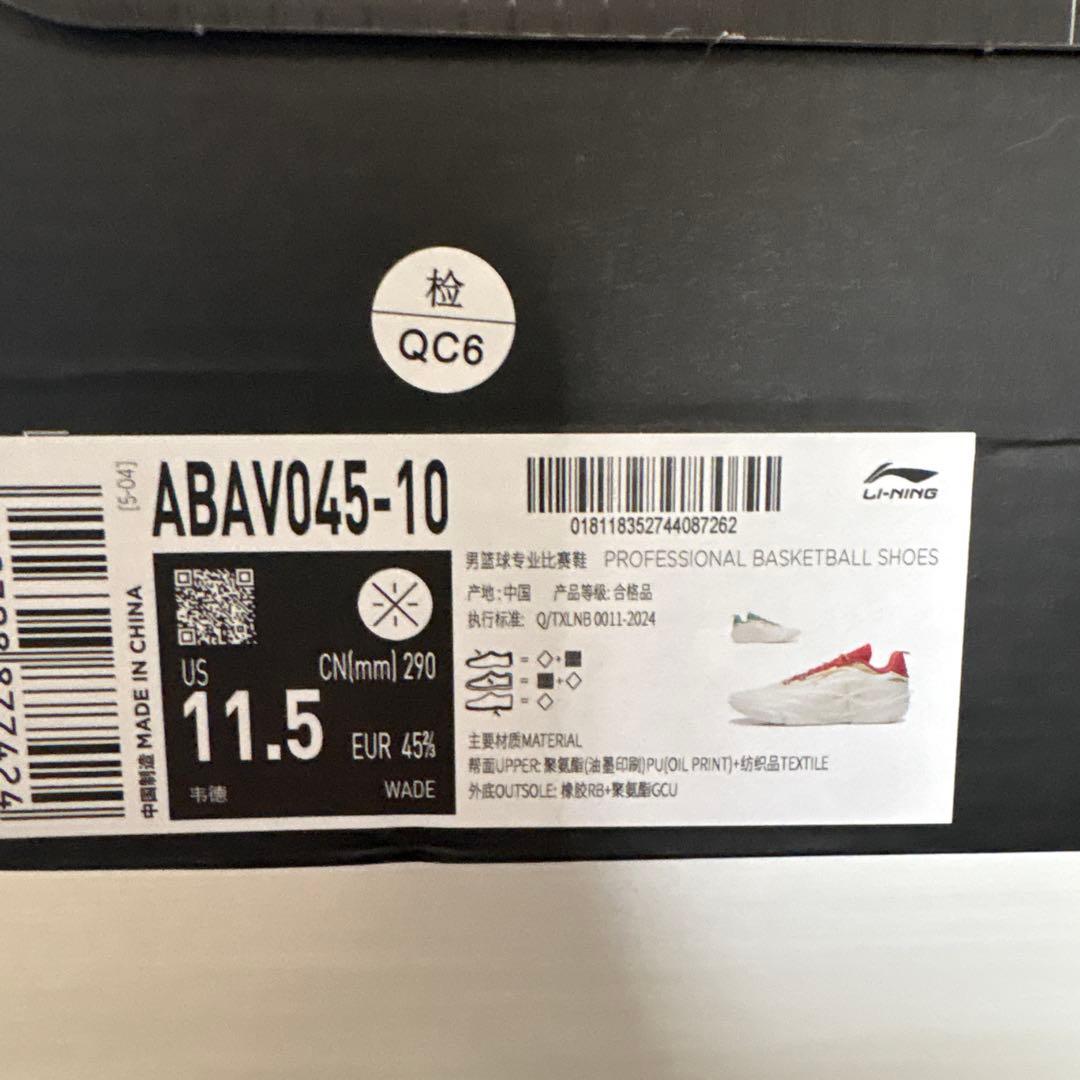 检
QC6
[5-04]
ABAV045-10
018118352744087262
LI-NING
男篮球专业比赛鞋 PROFESSIONAL BASKETBALL SHOES
产地:中国 产品等级:合格品
执行标准: Q/TXLNB 0011-2024
US
CN(mm) 290
11.5
EUR 45⅔
韦德
WADE
主要材质MATERIAL
帮面UPPER:聚氨酯(油墨印刷)PU(OIL PRINT)+纺织品TEXTILE
外底OUTSOLE: 橡胶RB+聚氨酯GCU
中国制造 MADE IN CHINA